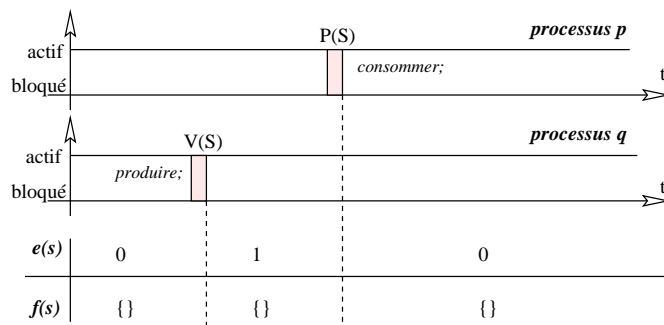 P(S)
processus p
actif
consommer;
bloqué
t
V(S)
processus q
actif
produire;
bloqué
t
e(s) 0 1 0
f(s) {} {} {}